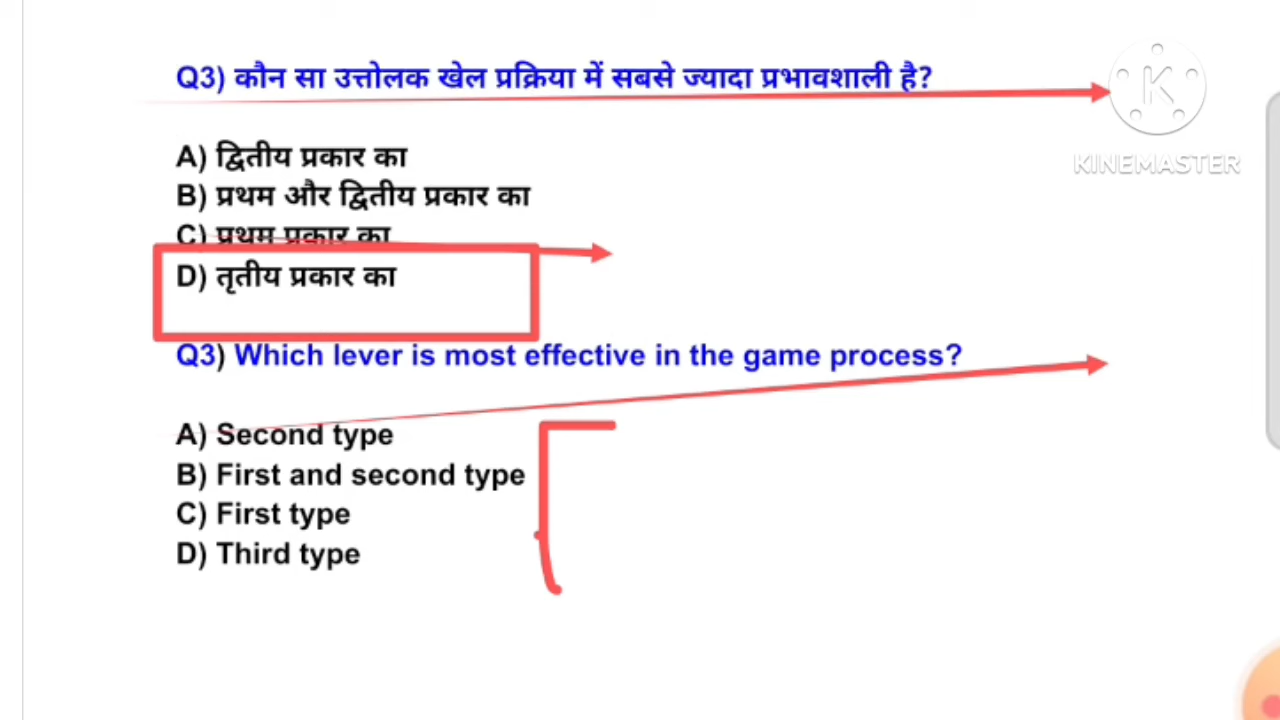 Q3) कौन सा उत्तोलक खेल प्रक्रिया में सबसे ज्यादा प्रभावशाली है?
KINEMASTER
A) द्वितीय प्रकार का
B) प्रथम और द्वितीय प्रकार का
C) प्रथम प्रकार का
D) तृतीय प्रकार का
Q3) Which lever is most effective in the game process?
A) Second type
B) First and second type
C) First type
D) Third type